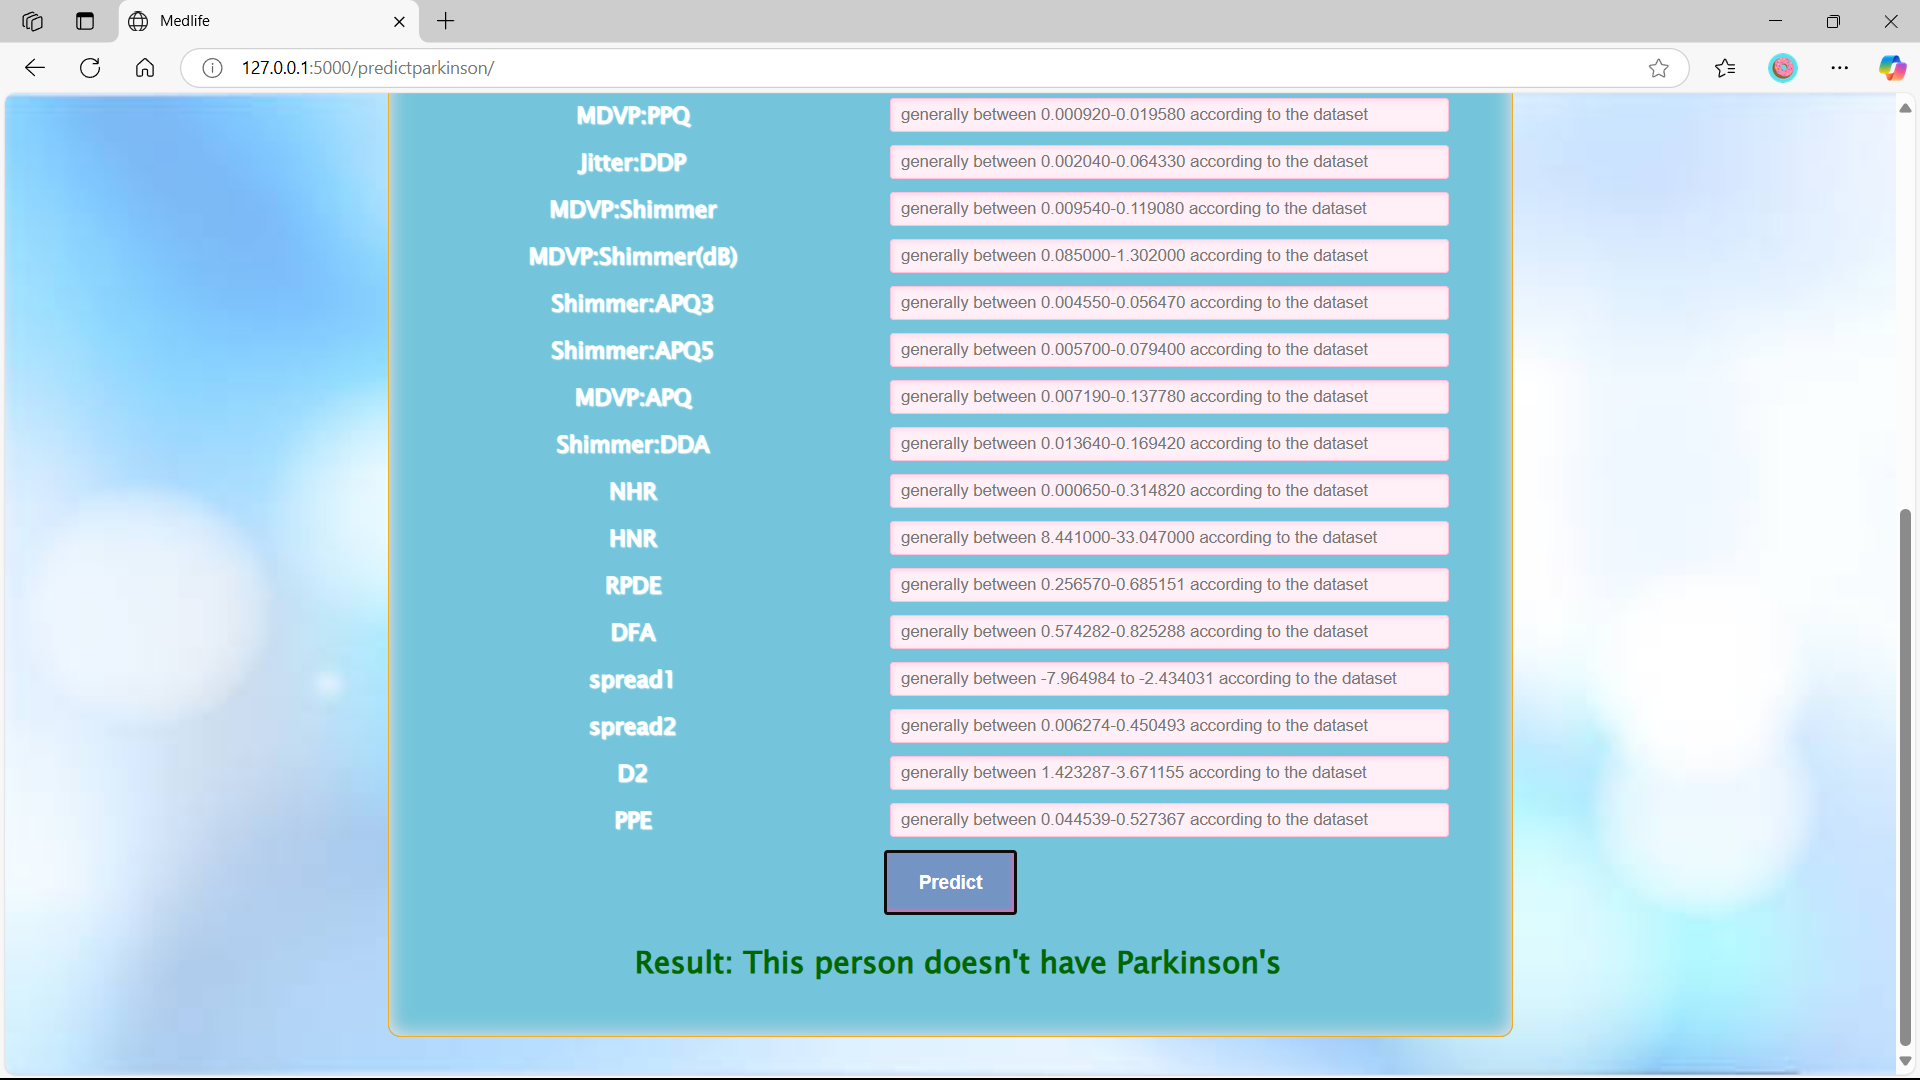 Medlife
127.0.0.1:5000/predictparkinson/
MDVP:PPQ generally between 0.000920-0.019580 according to the dataset
Jitter:DDP generally between 0.002040-0.064330 according to the dataset
MDVP:Shimmer generally between 0.009540-0.119080 according to the dataset
MDVP:Shimmer(dB) generally between 0.085000-1.302000 according to the dataset
Shimmer:APQ3 generally between 0.004550-0.056470 according to the dataset
Shimmer:APQ5 generally between 0.005700-0.079400 according to the dataset
MDVP:APQ generally between 0.007190-0.137780 according to the dataset
Shimmer:DDA generally between 0.013640-0.169420 according to the dataset
NHR generally between 0.000650-0.314820 according to the dataset
HNR generally between 8.441000-33.047000 according to the dataset
RPDE generally between 0.256570-0.685151 according to the dataset
DFA generally between 0.574282-0.825288 according to the dataset
spread1 generally between -7.964984 to -2.434031 according to the dataset
spread2 generally between 0.006274-0.450493 according to the dataset
D2 generally between 1.423287-3.671155 according to the dataset
PPE generally between 0.044539-0.527367 according to the dataset
Predict
Result: This person doesn't have Parkinson's